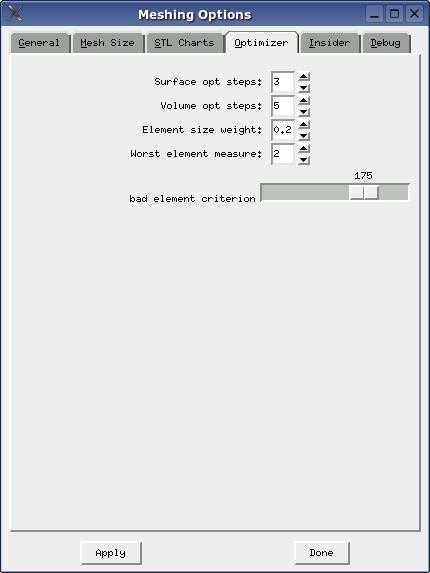 Meshing Options
General Mesh Size STL Charts Optimizer Insider Debug
Surface opt steps: 3
Volume opt steps: 5
Element size weight: 0.2
Worst element measure: 2
175
bad element criterion
Apply Done